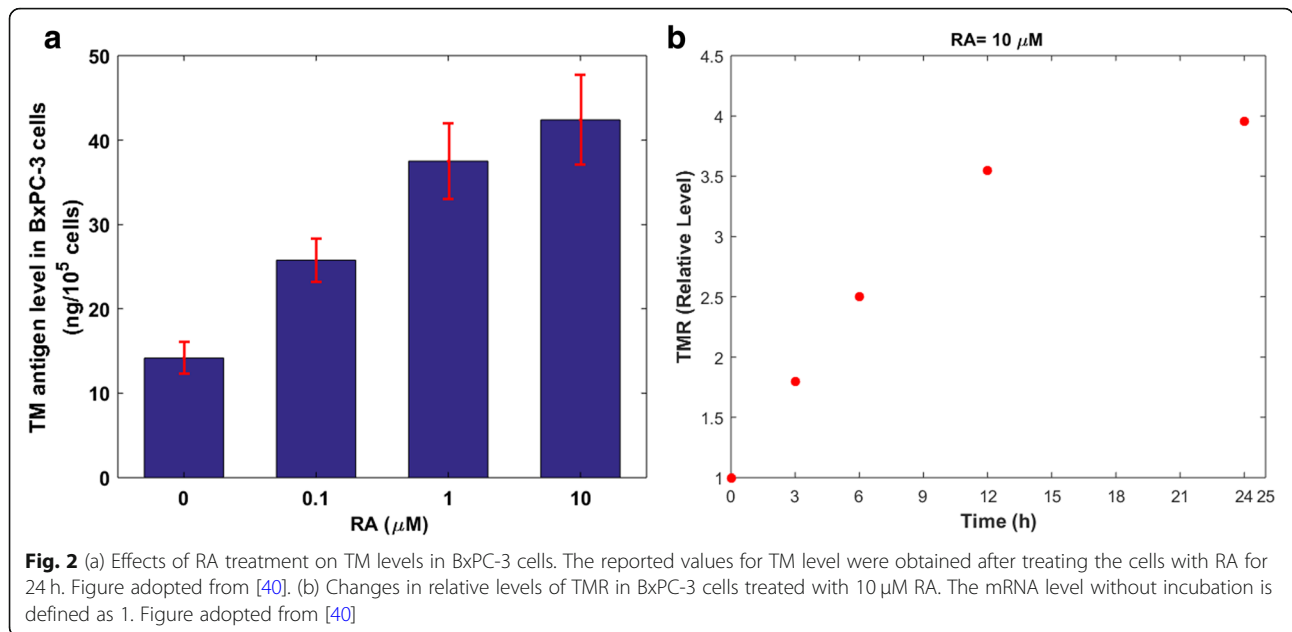 a
50
40
30
20
10
0
TM antigen level in BxPC-3 cells
(ng/10⁵ cells)
0 0.1 1 10
RA (μM)
b
RA= 10 μM
4.5
4
3.5
3
2.5
2
1.5
1
TMR (Relative Level)
0 3 6 9 12 15 18 21 24 25
Time (h)
Fig. 2 (a) Effects of RA treatment on TM levels in BxPC-3 cells. The reported values for TM level were obtained after treating the cells with RA for
24 h. Figure adopted from [40]. (b) Changes in relative levels of TMR in BxPC-3 cells treated with 10 μM RA. The mRNA level without incubation is
defined as 1. Figure adopted from [40]